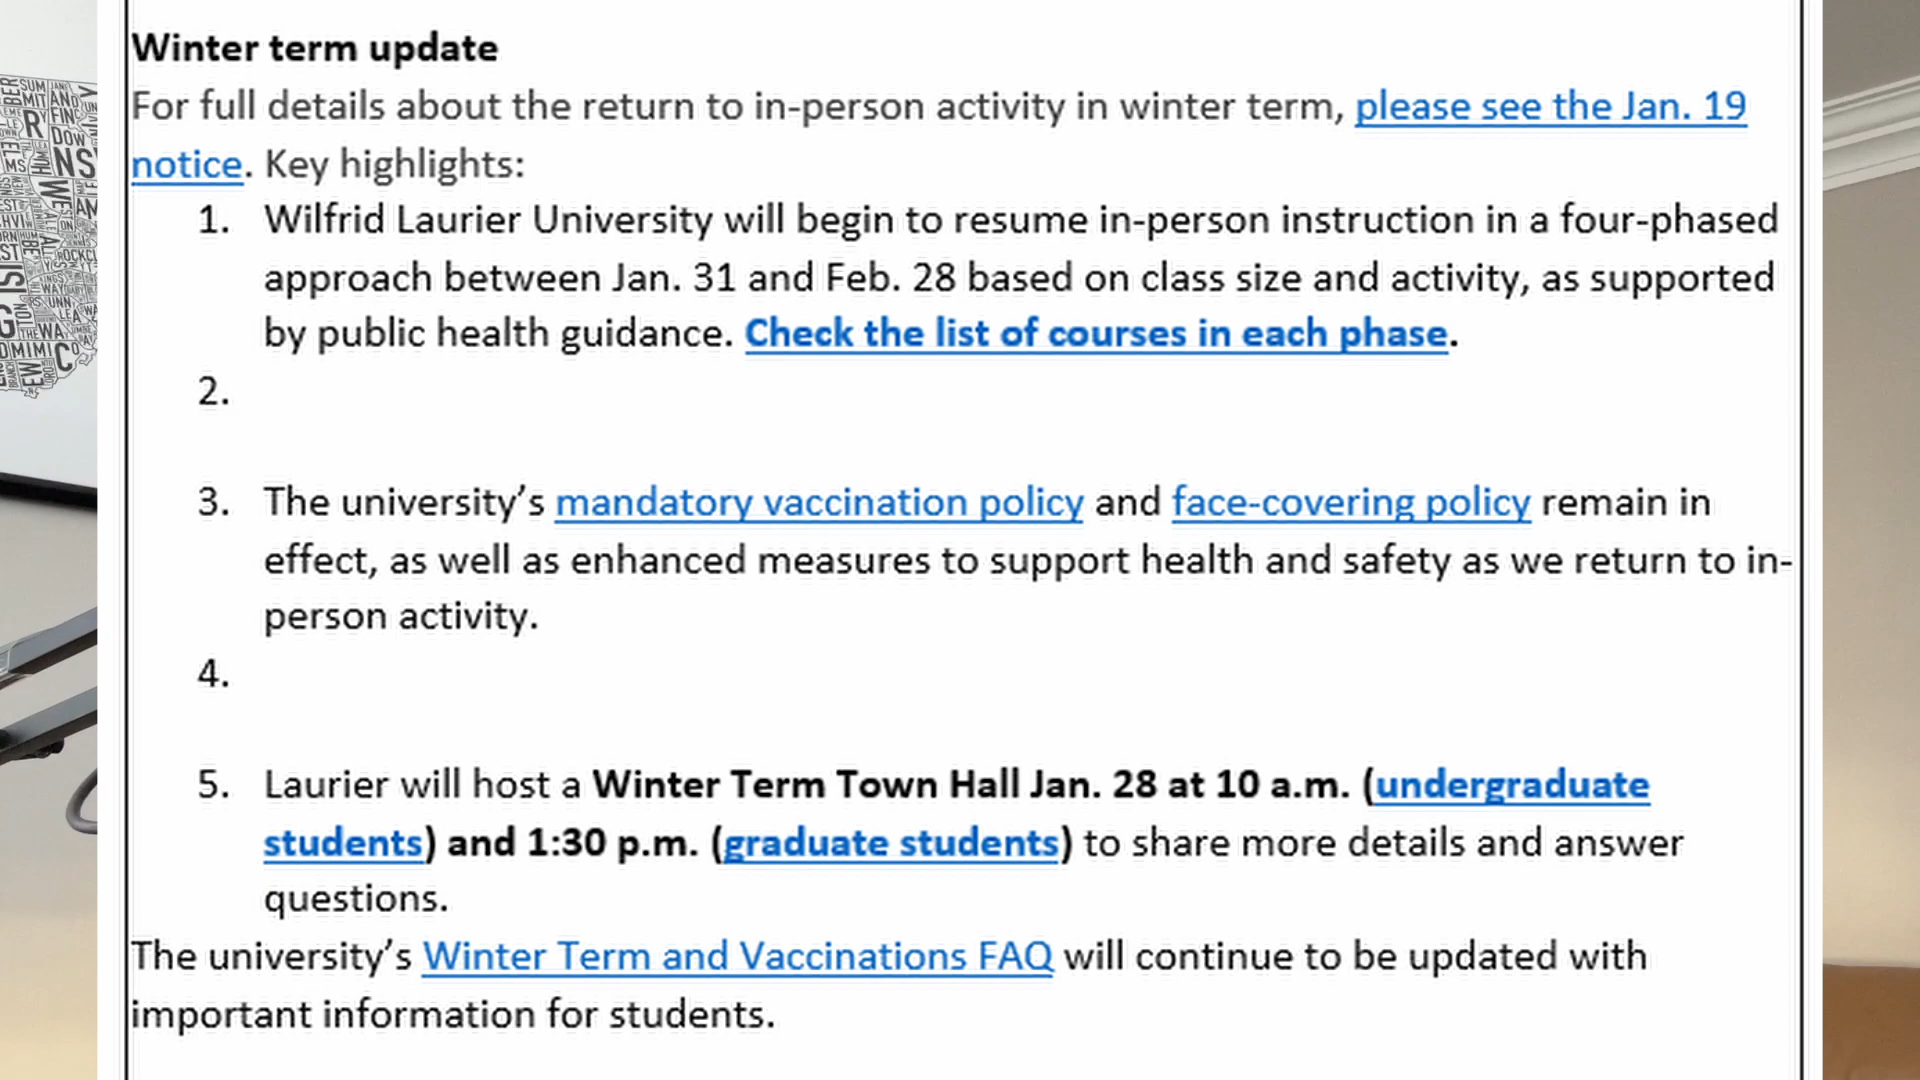 Winter term update
For full details about the return to in-person activity in winter term, please see the Jan. 19
notice. Key highlights:
1. Wilfrid Laurier University will begin to resume in-person instruction in a four-phased
approach between Jan. 31 and Feb. 28 based on class size and activity, as supported
by public health guidance. Check the list of courses in each phase.
2.
3. The university's mandatory vaccination policy and face-covering policy remain in
effect, as well as enhanced measures to support health and safety as we return to in-
person activity.
4.
5. Laurier will host a Winter Term Town Hall Jan. 28 at 10 a.m. (undergraduate
students) and 1:30 p.m. (graduate students) to share more details and answer
questions.
The university's Winter Term and Vaccinations FAQ will continue to be updated with
important information for students.